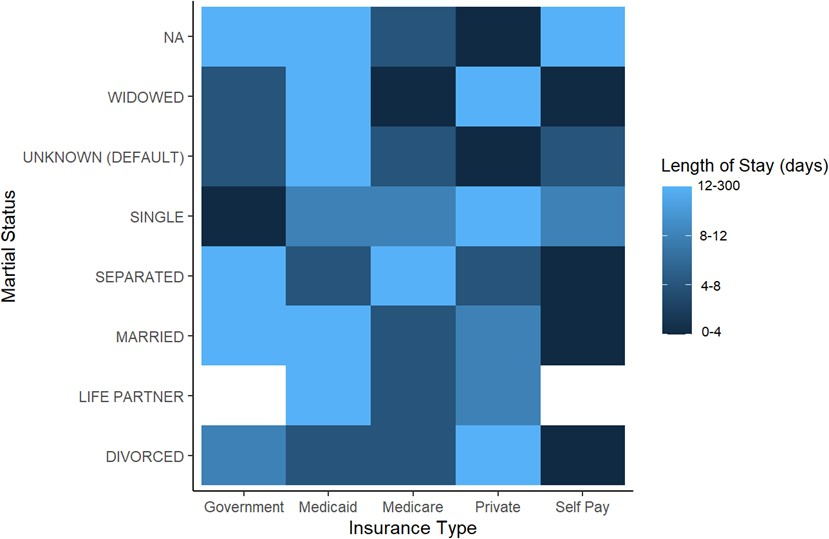 NA
WIDOWED
UNKNOWN (DEFAULT)
SINGLE
SEPARATED
MARRIED
LIFE PARTNER
DIVORCED
Martial Status
Government Medicaid Medicare Private Self Pay
Insurance Type
Length of Stay (days)
12-300
8-12
4-8
0-4